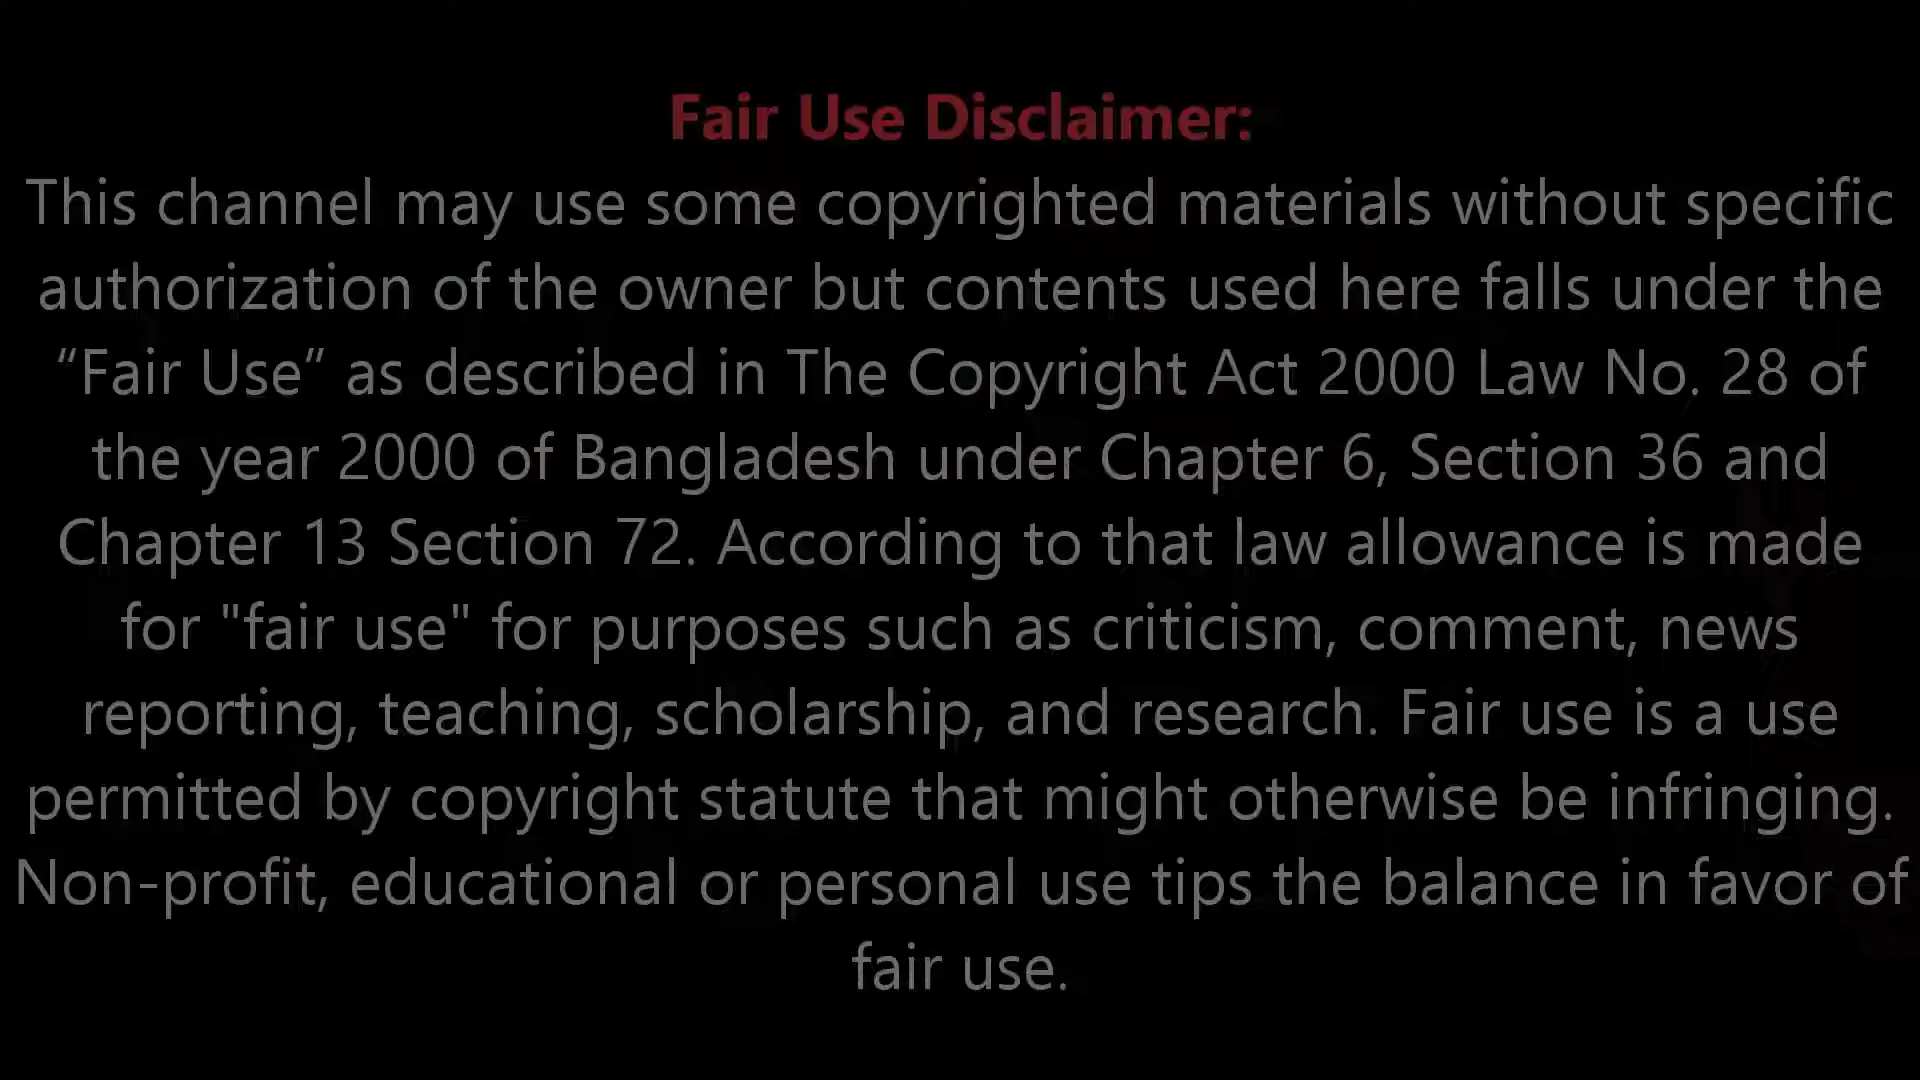 Fair Use Disclaimer:
This channel may use some copyrighted materials without specific
authorization of the owner but contents used here falls under the
“Fair Use” as described in The Copyright Act 2000 Law No. 28 of
the year 2000 of Bangladesh under Chapter 6, Section 36 and
Chapter 13 Section 72. According to that law allowance is made
for "fair use" for purposes such as criticism, comment, news
reporting, teaching, scholarship, and research. Fair use is a use
permitted by copyright statute that might otherwise be infringing.
Non-profit, educational or personal use tips the balance in favor of
fair use.